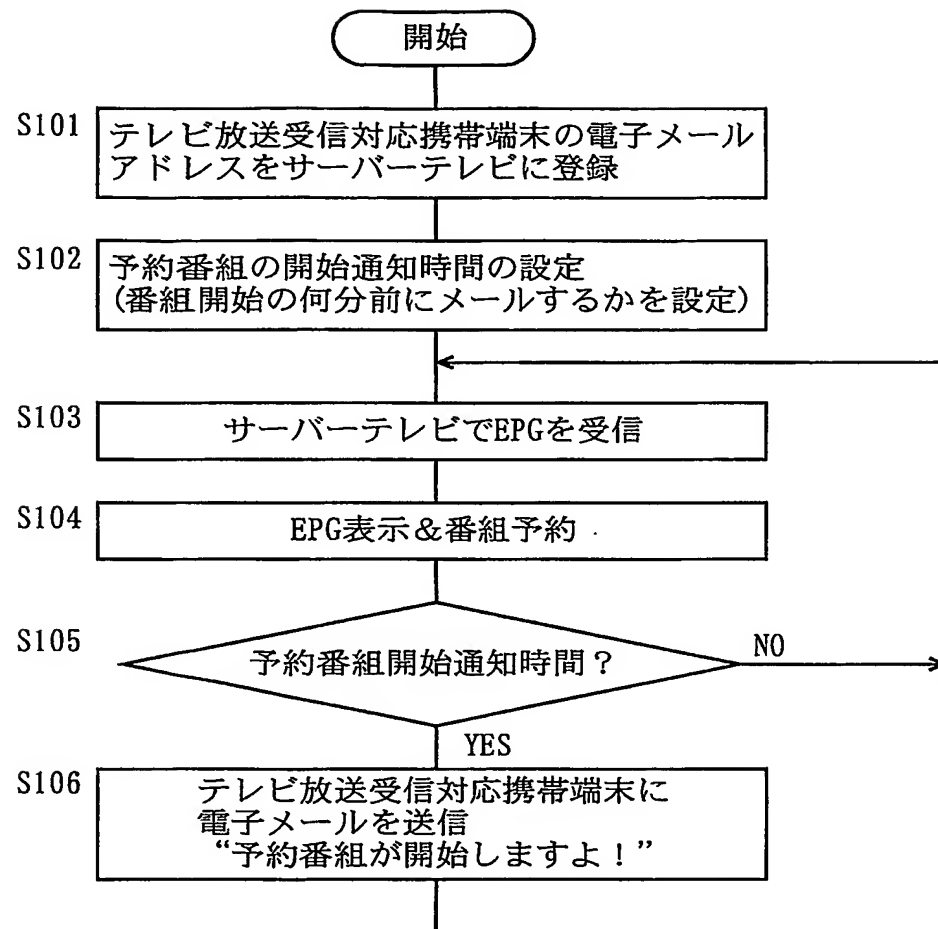 開始
S101
テレビ放送受信対応携帯端末の電子メール
アドレスをサーバーテレビに登録
S102
予約番組の開始通知時間の設定
(番組開始の何分前にメールするかを設定)
S103
サーバーテレビでEPGを受信
S104
EPG表示&番組予約
S105
予約番組開始通知時間?
NO
YES
S106
テレビ放送受信対応携帯端末に
電子メールを送信
“予約番組が開始しますよ!”